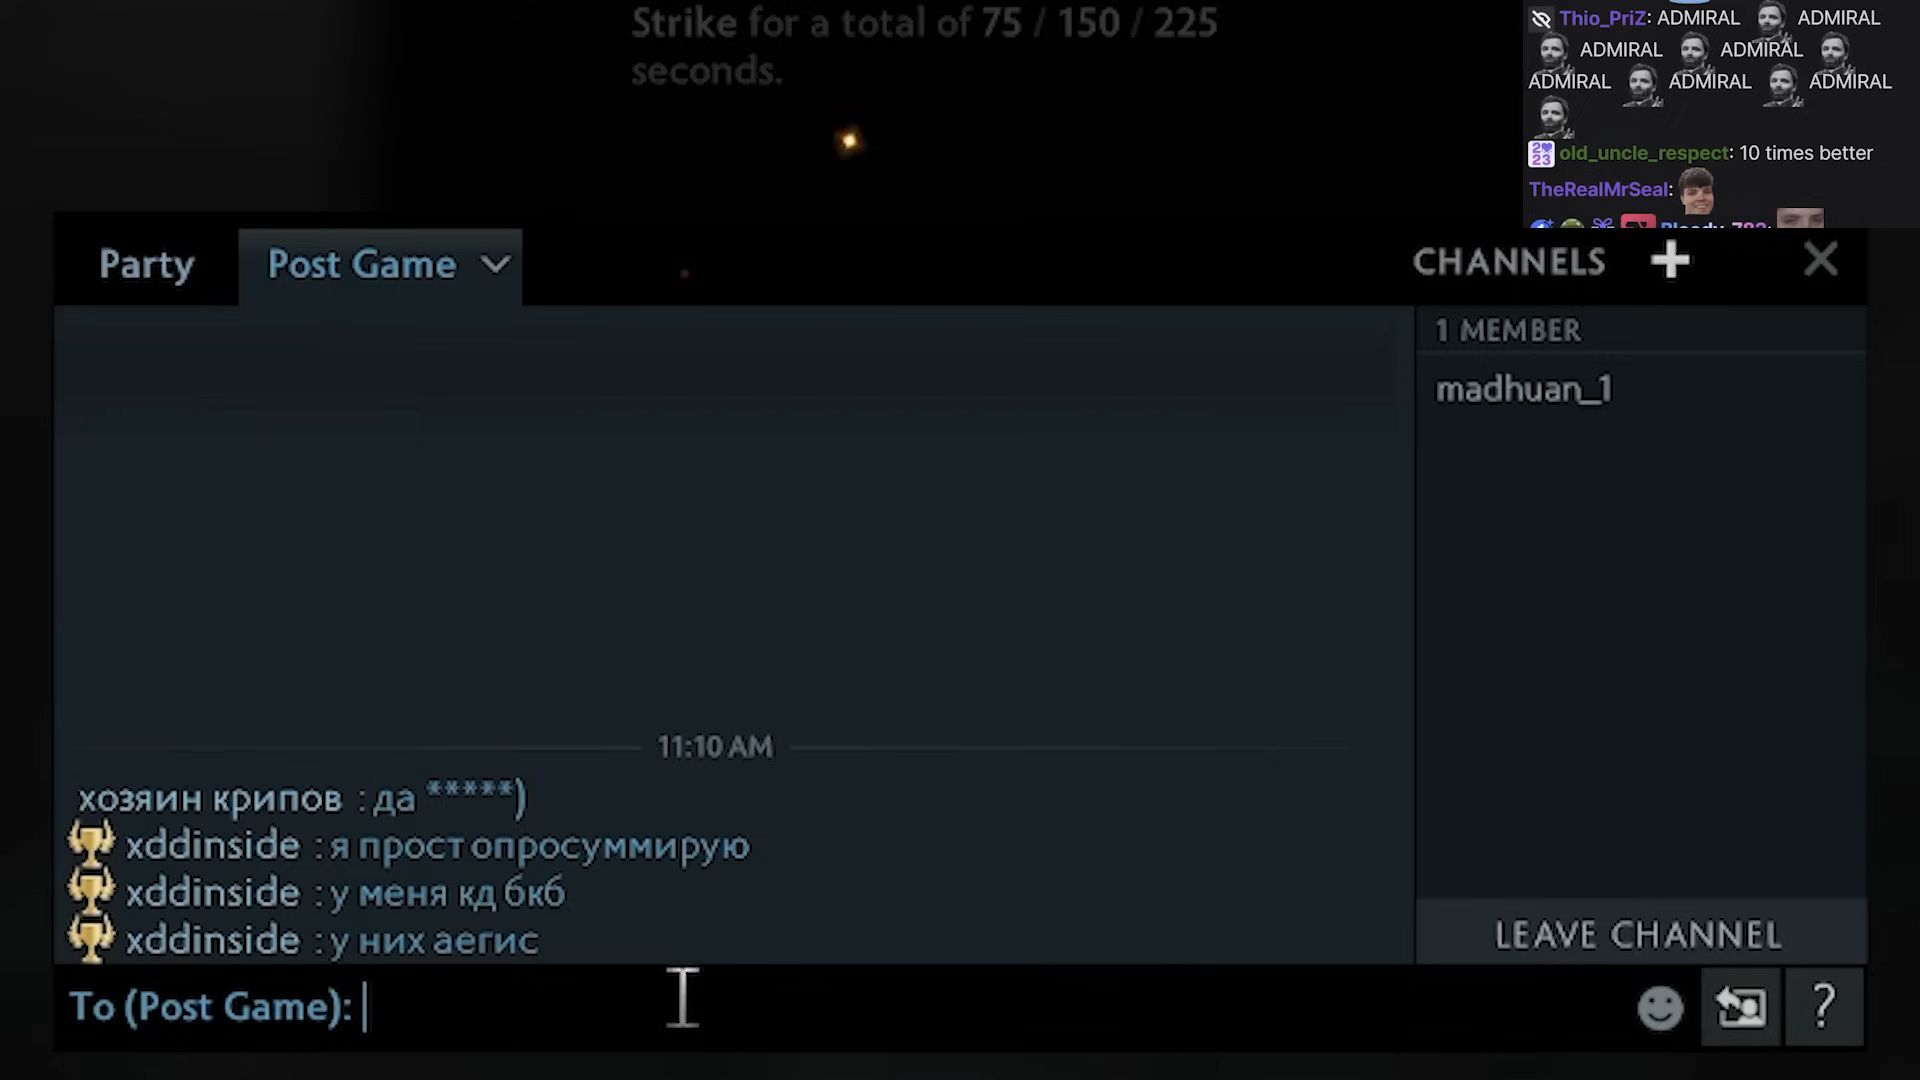 Strike for a total of 75 / 150 / 225
seconds.
Thio_PriZ: ADMIRAL ADMIRAL
ADMIRAL ADMIRAL
ADMIRAL ADMIRAL ADMIRAL
2023 old_uncle_respect: 10 times better
TheRealMrSeal:
Bloody_782:
Party
Post Game
CHANNELS
1 MEMBER
madhuan_1
11:10 AM
хозяин крипов : да *****)
xddinside : я прост опросуммирую
xddinside : у меня кд бкб
xddinside : у них аегис
LEAVE CHANNEL
To (Post Game):
?